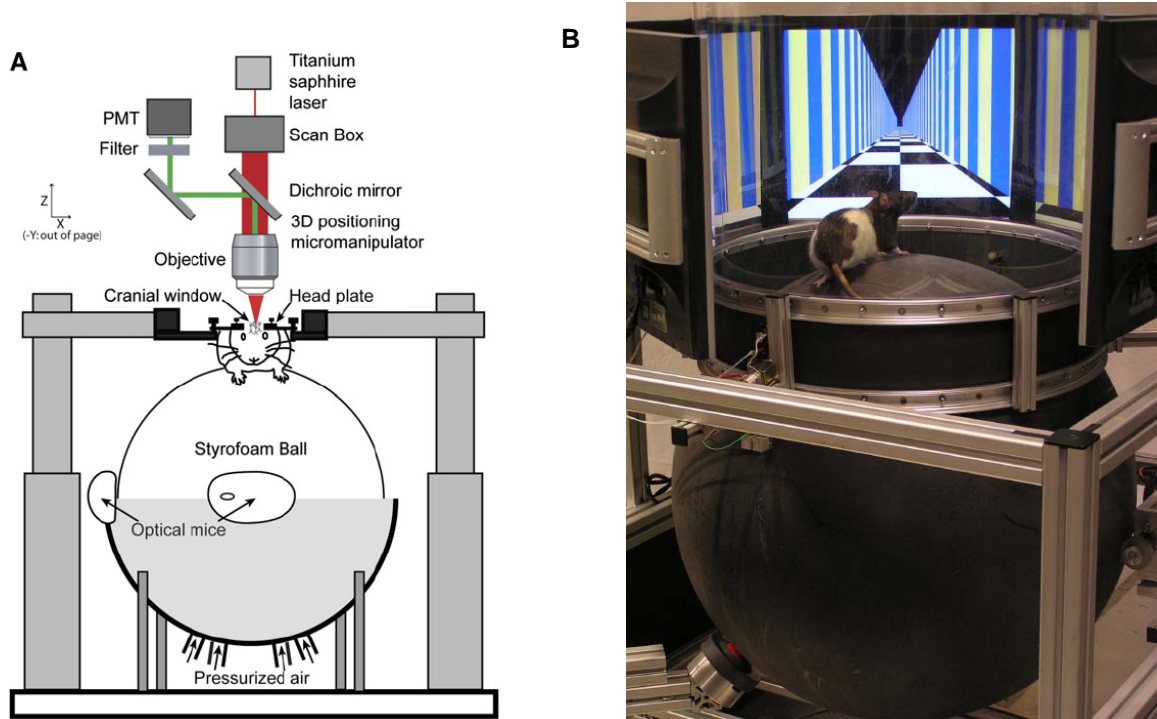 A
B
Titanium
sapphhire
laser
PMT
Scan Box
Filter
Dichroic mirror
Z
X
(-Y: out of page)
3D positioning
micromanipulator
Objective
Cranial window
Head plate
Styrofoam Ball
Optical mice
Pressurized air